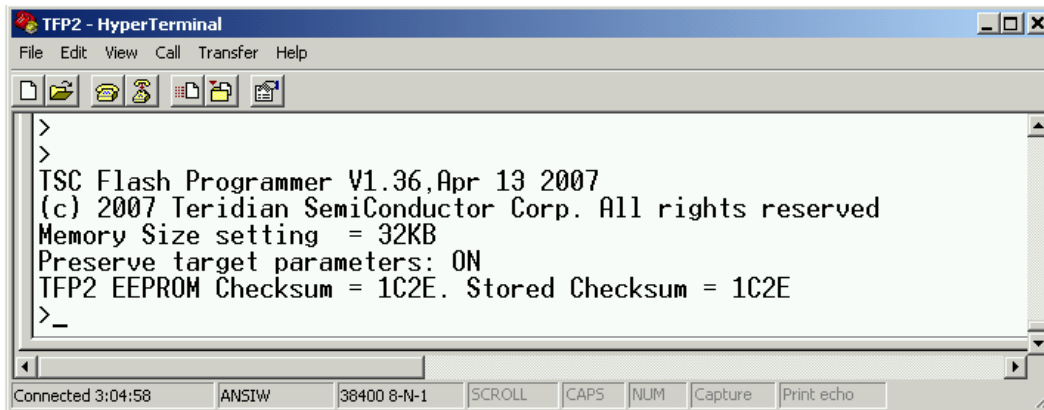 TFP2 - HyperTerminal
File Edit View Call Transfer Help
>
>
TSC Flash Programmer V1.36,Apr 13 2007
(c) 2007 Teridian SemiConductor Corp. All rights reserved
Memory Size setting  = 32KB
Preserve target parameters: ON
TFP2 EEPROM Checksum = 1C2E. Stored Checksum = 1C2E
>_
Connected 3:04:58 ANSIW 38400 8-N-1 SCROLL CAPS NUM Capture Print echo